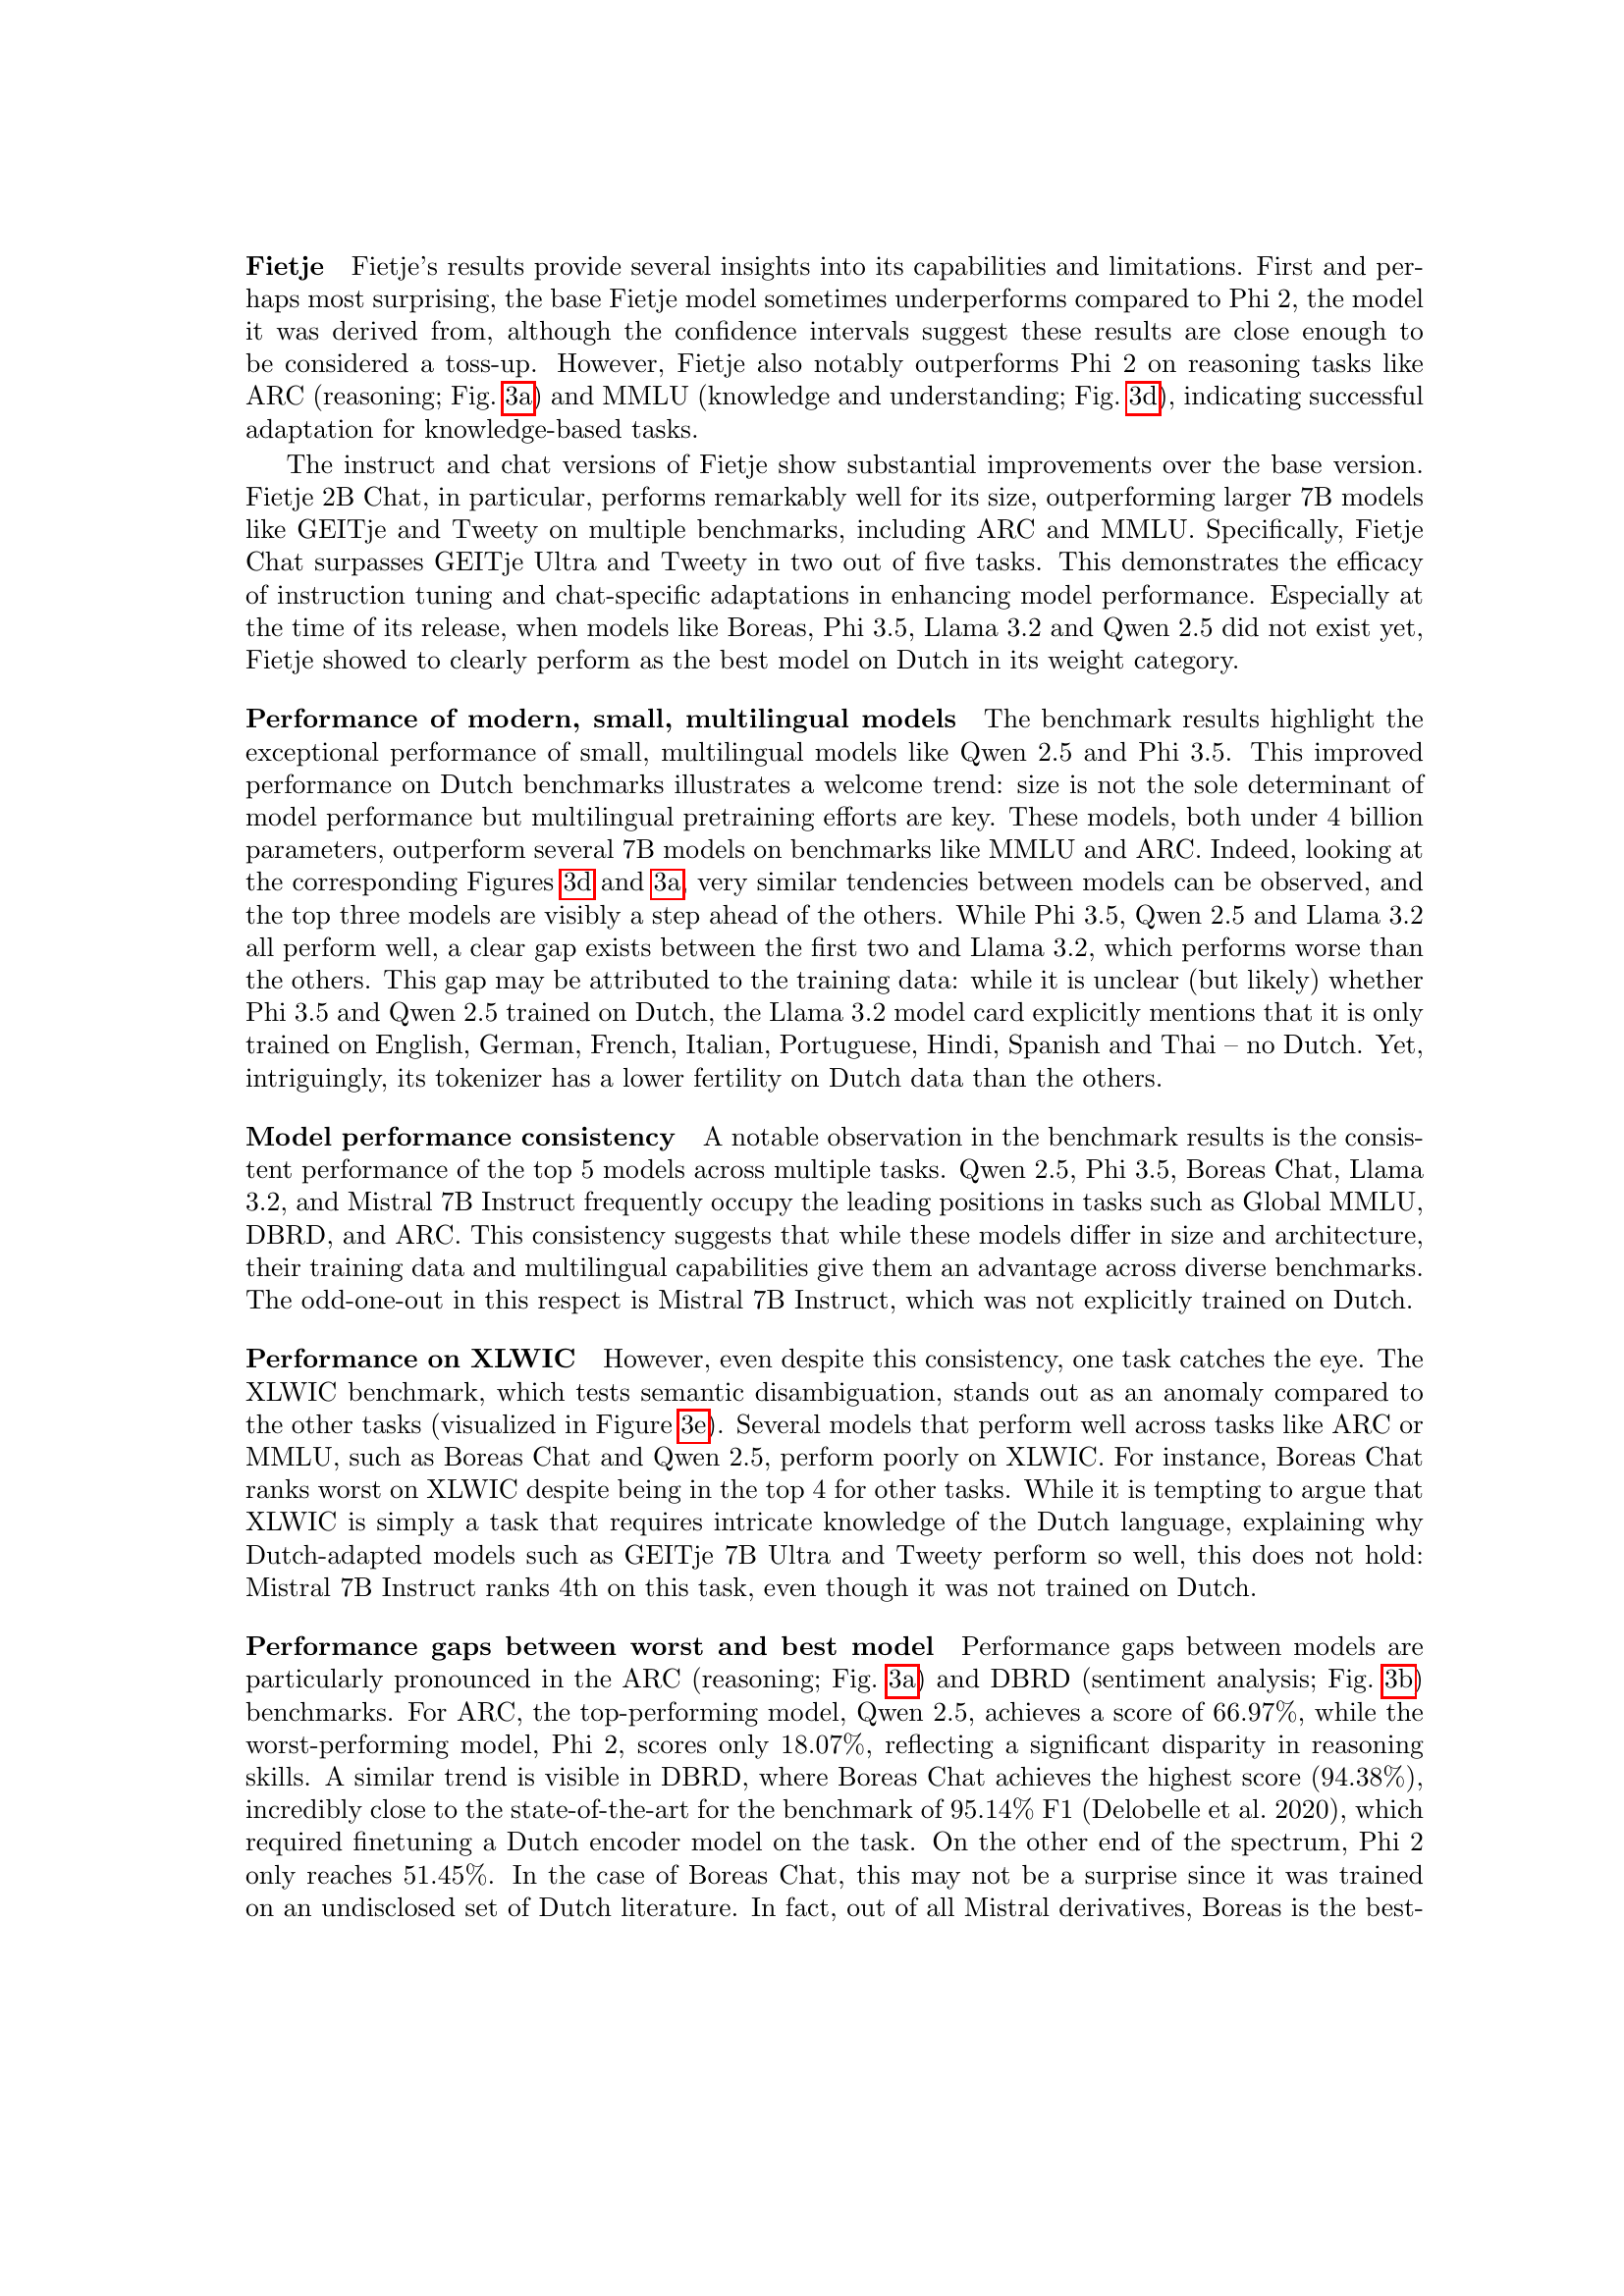 Fietje Fietje's results provide several insights into its capabilities and limitations. First and per-
haps most surprising, the base Fietje model sometimes underperforms compared to Phi 2, the model
it was derived from, although the confidence intervals suggest these results are close enough to
be considered a toss-up. However, Fietje also notably outperforms Phi 2 on reasoning tasks like
ARC (reasoning; Fig. 3a) and MMLU (knowledge and understanding; Fig. 3d), indicating successful
adaptation for knowledge-based tasks.
The instruct and chat versions of Fietje show substantial improvements over the base version.
Fietje 2B Chat, in particular, performs remarkably well for its size, outperforming larger 7B models
like GEITje and Tweety on multiple benchmarks, including ARC and MMLU. Specifically, Fietje
Chat surpasses GEITje Ultra and Tweety in two out of five tasks. This demonstrates the efficacy
of instruction tuning and chat-specific adaptations in enhancing model performance. Especially at
the time of its release, when models like Boreas, Phi 3.5, Llama 3.2 and Qwen 2.5 did not exist yet,
Fietje showed to clearly perform as the best model on Dutch in its weight category.
Performance of modern, small, multilingual models The benchmark results highlight the
exceptional performance of small, multilingual models like Qwen 2.5 and Phi 3.5. This improved
performance on Dutch benchmarks illustrates a welcome trend: size is not the sole determinant of
model performance but multilingual pretraining efforts are key. These models, both under 4 billion
parameters, outperform several 7B models on benchmarks like MMLU and ARC. Indeed, looking at
the corresponding Figures 3d and 3a, very similar tendencies between models can be observed, and
the top three models are visibly a step ahead of the others. While Phi 3.5, Qwen 2.5 and Llama 3.2
all perform well, a clear gap exists between the first two and Llama 3.2, which performs worse than
the others. This gap may be attributed to the training data: while it is unclear (but likely) whether
Phi 3.5 and Qwen 2.5 trained on Dutch, the Llama 3.2 model card explicitly mentions that it is only
trained on English, German, French, Italian, Portuguese, Hindi, Spanish and Thai – no Dutch. Yet,
intriguingly, its tokenizer has a lower fertility on Dutch data than the others.
Model performance consistency A notable observation in the benchmark results is the consis-
tent performance of the top 5 models across multiple tasks. Qwen 2.5, Phi 3.5, Boreas Chat, Llama
3.2, and Mistral 7B Instruct frequently occupy the leading positions in tasks such as Global MMLU,
DBRD, and ARC. This consistency suggests that while these models differ in size and architecture,
their training data and multilingual capabilities give them an advantage across diverse benchmarks.
The odd-one-out in this respect is Mistral 7B Instruct, which was not explicitly trained on Dutch.
Performance on XLWIC However, even despite this consistency, one task catches the eye. The
XLWIC benchmark, which tests semantic disambiguation, stands out as an anomaly compared to
the other tasks (visualized in Figure 3e). Several models that perform well across tasks like ARC or
MMLU, such as Boreas Chat and Qwen 2.5, perform poorly on XLWIC. For instance, Boreas Chat
ranks worst on XLWIC despite being in the top 4 for other tasks. While it is tempting to argue that
XLWIC is simply a task that requires intricate knowledge of the Dutch language, explaining why
Dutch-adapted models such as GEITje 7B Ultra and Tweety perform so well, this does not hold:
Mistral 7B Instruct ranks 4th on this task, even though it was not trained on Dutch.
Performance gaps between worst and best model Performance gaps between models are
particularly pronounced in the ARC (reasoning; Fig. 3a) and DBRD (sentiment analysis; Fig. 3b)
benchmarks. For ARC, the top-performing model, Qwen 2.5, achieves a score of 66.97%, while the
worst-performing model, Phi 2, scores only 18.07%, reflecting a significant disparity in reasoning
skills. A similar trend is visible in DBRD, where Boreas Chat achieves the highest score (94.38%),
incredibly close to the state-of-the-art for the benchmark of 95.14% F1 (Delobelle et al. 2020), which
required finetuning a Dutch encoder model on the task. On the other end of the spectrum, Phi 2
only reaches 51.45%. In the case of Boreas Chat, this may not be a surprise since it was trained
on an undisclosed set of Dutch literature. In fact, out of all Mistral derivatives, Boreas is the best-